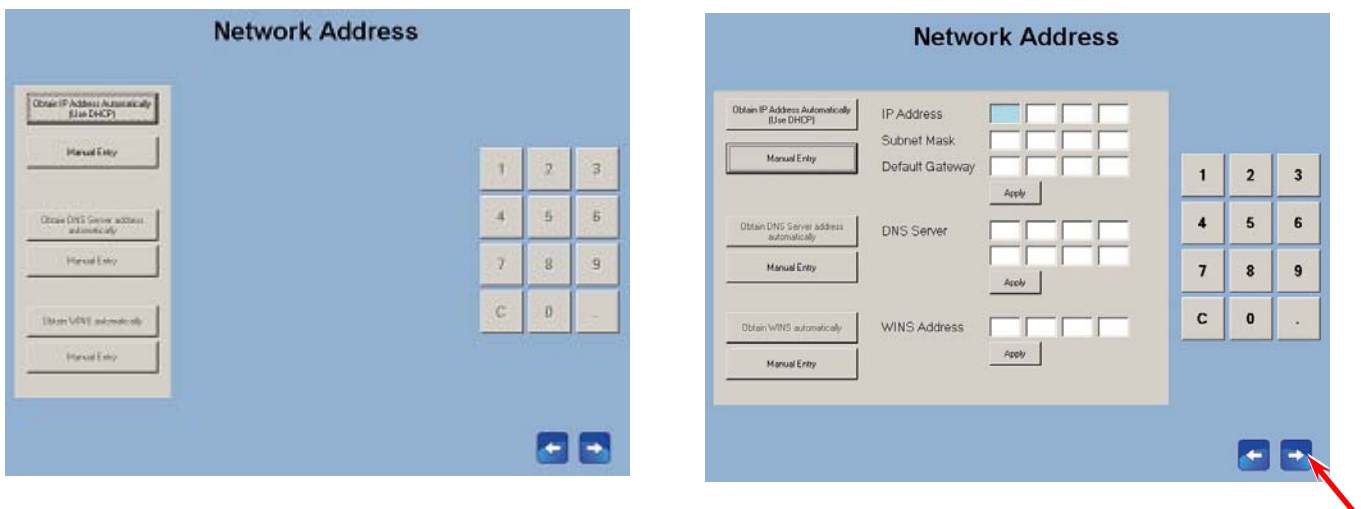 Network Address
Obtain IP Address Automatically
(Use DHCP)
Manual Entry
Obtain DNS Server address
automatically
Manual Entry
Obtain WINS automatically
Manual Entry
1 2 3
4 5 6
7 8 9
C 0 .
Network Address
Obtain IP Address Automatically
(Use DHCP)
Manual Entry
IP Address
Subnet Mask
Default Gateway
Apply
Obtain DNS Server address
automatically
Manual Entry
DNS Server
Apply
Obtain WINS automatically
Manual Entry
WINS Address
Apply
1 2 3
4 5 6
7 8 9
C 0 .